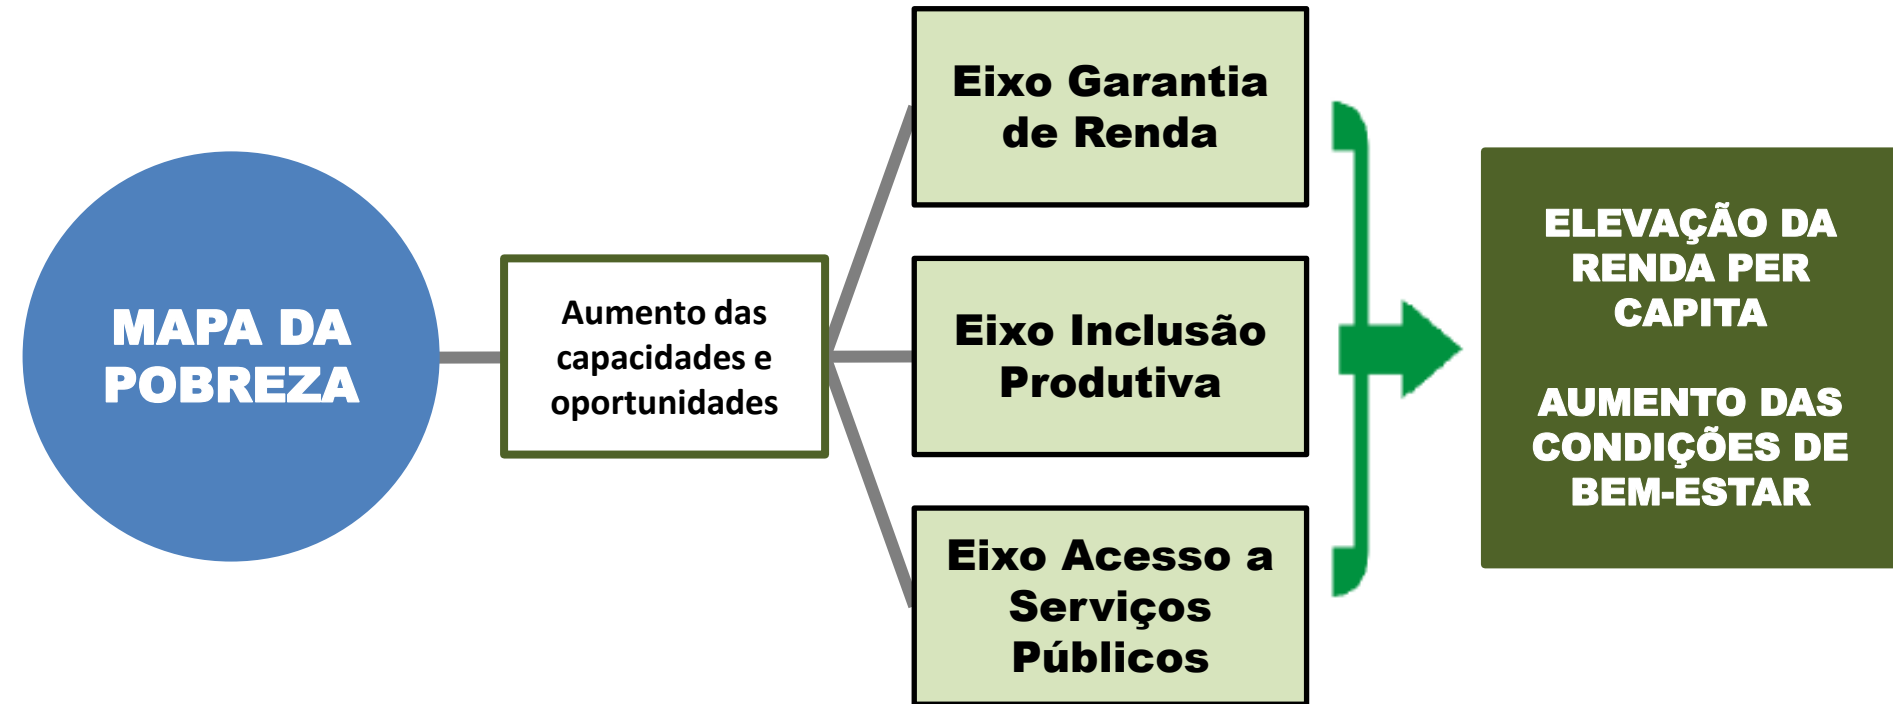 MAPA DA
POBREZA
Aumento das
capacidades e
oportunidades
Eixo Garantia
de Renda
Eixo Inclusão
Produtiva
Eixo Acesso a
Serviços
Públicos
ELEVAÇÃO DA
RENDA PER
CAPITA
AUMENTO DAS
CONDIÇÕES DE
BEM-ESTAR